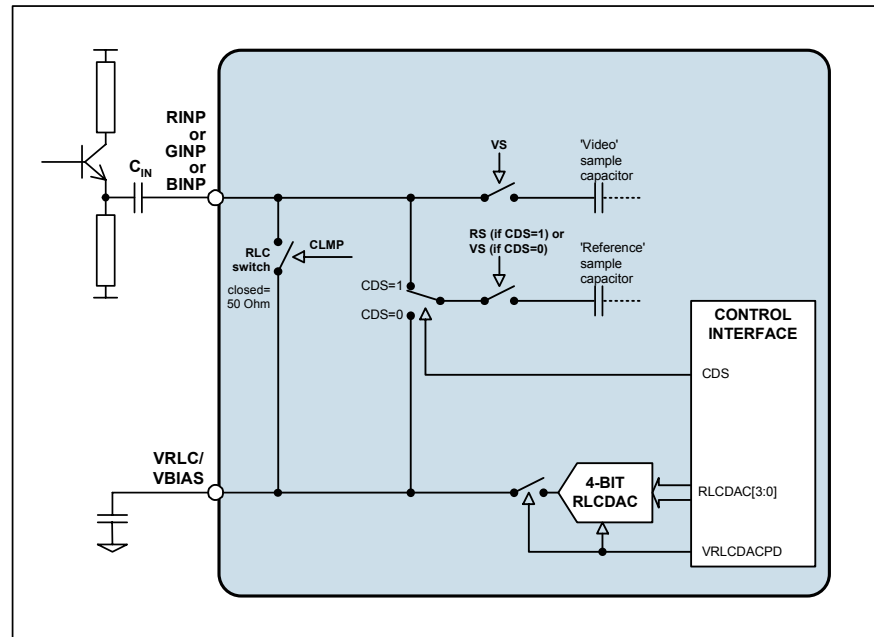 RINP
or
GINP
or
BINP
CIN
VS
'Video'
sample
capacitor
RLC
switch
closed=
50 Ohm
CLMP
RS (if CDS=1) or
VS (if CDS=0)
'Reference'
sample
capacitor
CDS=1
CDS=0
CONTROL
INTERFACE
CDS
VRLC/
VBIAS
4-BIT
RLCDAC
RLCDAC[3:0]
VRLCDACPD